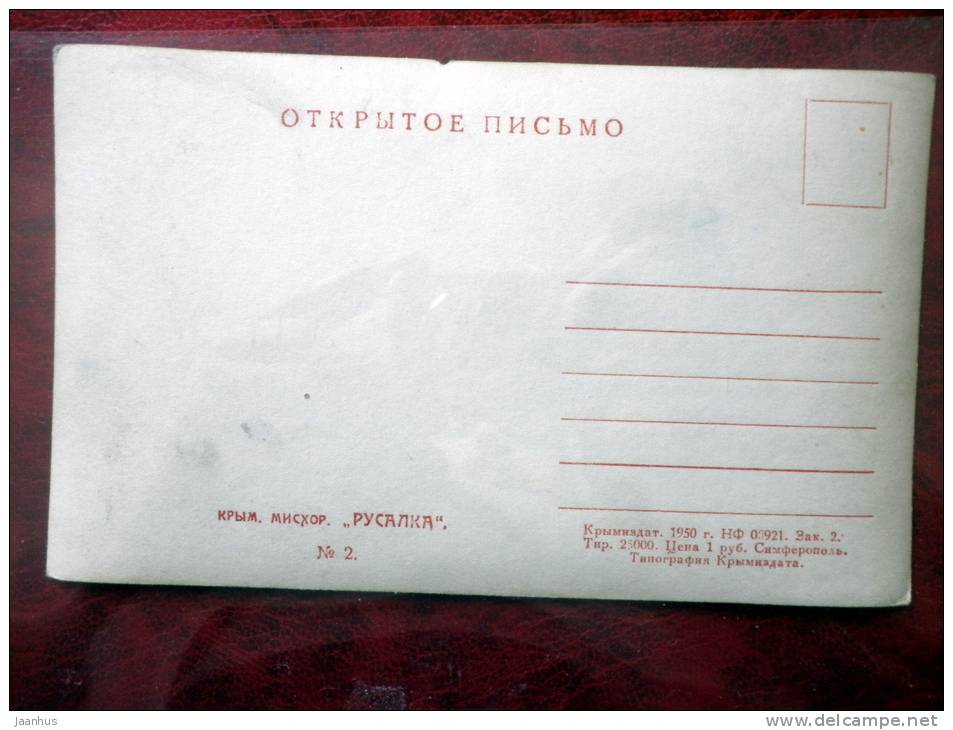 ОТКРЫТОЕ ПИСЬМО
КРЫМ. МИСХОР. „РУСАЛКА“.
№ 2.
Крымиздат. 1950 г. НФ 00921. Зак. 2.
Тир. 25000. Цена 1 руб. Симферополь.
Типография Крымиздата.
Jaanhus
www.delcampe.net